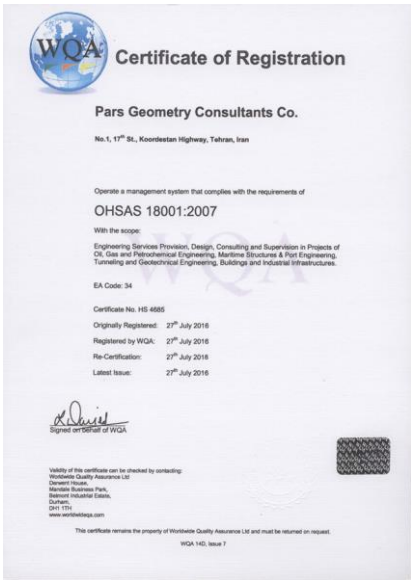 WQA
Certificate of Registration
Pars Geometry Consultants Co.
No.1, 17th St., Koordestan Highway, Tehran, Iran
Operate a management system that complies with the requirements of
OHSAS 18001:2007
With the scope:
Engineering Services Provision, Design, Consulting and Supervision in Projects of
Oil, Gas and Petrochemical Engineering, Maritime Structures & Port Engineering,
Tunneling and Geotechnical Engineering, Buildings and Industrial Infrastructures.
WQA
EA Code: 34
Certificate No. HS 4685
Originally Registered: 27th July 2016
Registered by WQA: 27th July 2016
Re-Certification: 27th July 2016
Latest Issue: 27th July 2016
Signed on behalf of WQA
Validity of this certificate can be checked by contacting:
Worldwide Quality Assurance Ltd
Derwent House,
Mandale Business Park,
Belmont Industrial Estate,
Durham,
DH1 1TH
www.worldwideqa.com
This certificate remains the property of Worldwide Quality Assurance Ltd and must be returned on request.
WQA 14D, Issue 7